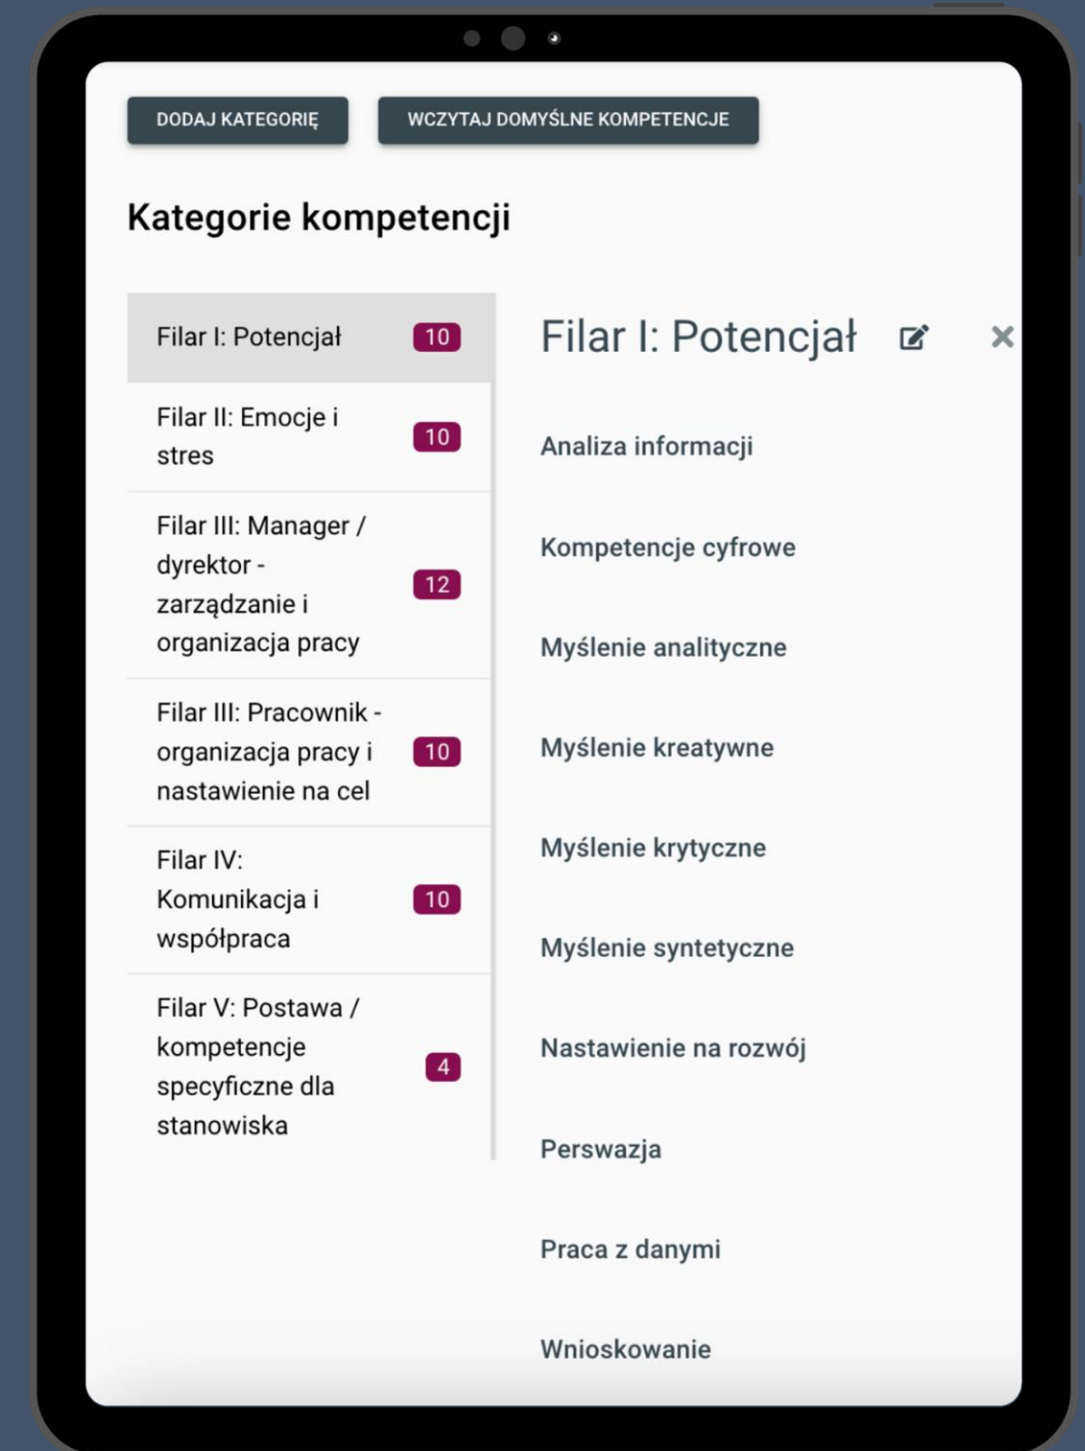 DODAJ KATEGORIĘ
WCZYTAJ DOMYŚLNE KOMPETENCJE
Kategorie kompetencji
Filar I: Potencjał
10
Filar II: Emocje i
stres
10
Filar III: Manager /
dyrektor -
zarządzanie i
organizacja pracy
12
Filar III: Pracownik -
organizacja pracy i
nastawienie na cel
10
Filar IV:
Komunikacja i
współpraca
10
Filar V: Postawa /
kompetencje
specyficzne dla
stanowiska
4
Filar I: Potencjał
Analiza informacji
Kompetencje cyfrowe
Myślenie analityczne
Myślenie kreatywne
Myślenie krytyczne
Myślenie syntetyczne
Nastawienie na rozwój
Perswazja
Praca z danymi
Wnioskowanie